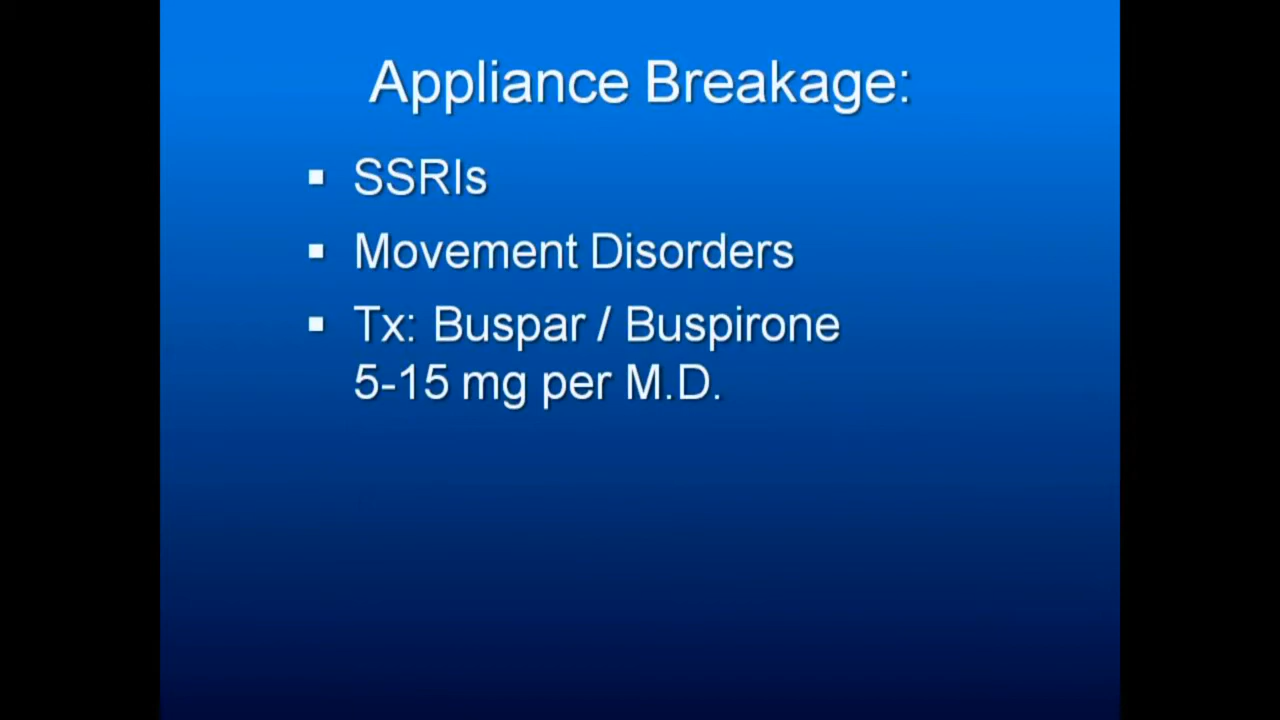 Appliance Breakage:
▪ SSRIs
▪ Movement Disorders
▪ Tx: Buspar / Buspirone
5-15 mg per M.D.